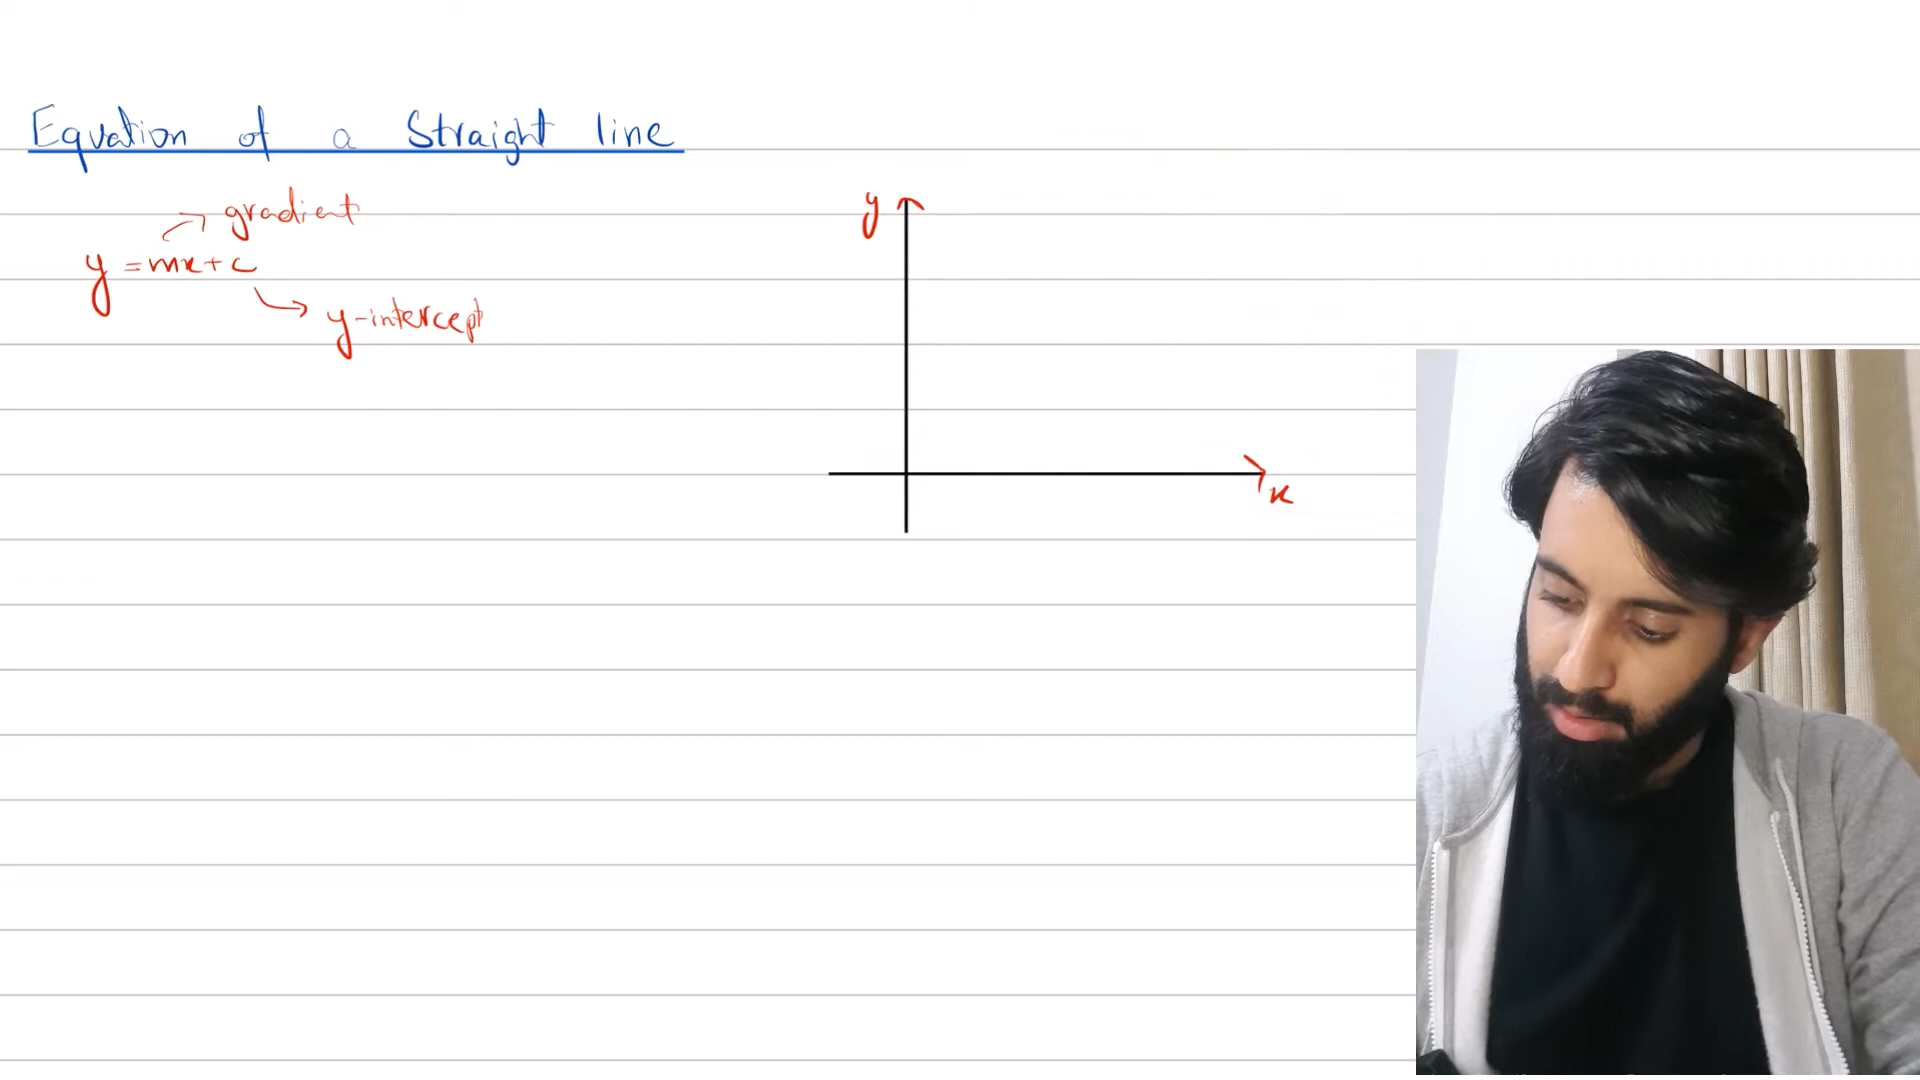 Equation of a Straight line
gradient
y = mx + c
y-intercept
y
x